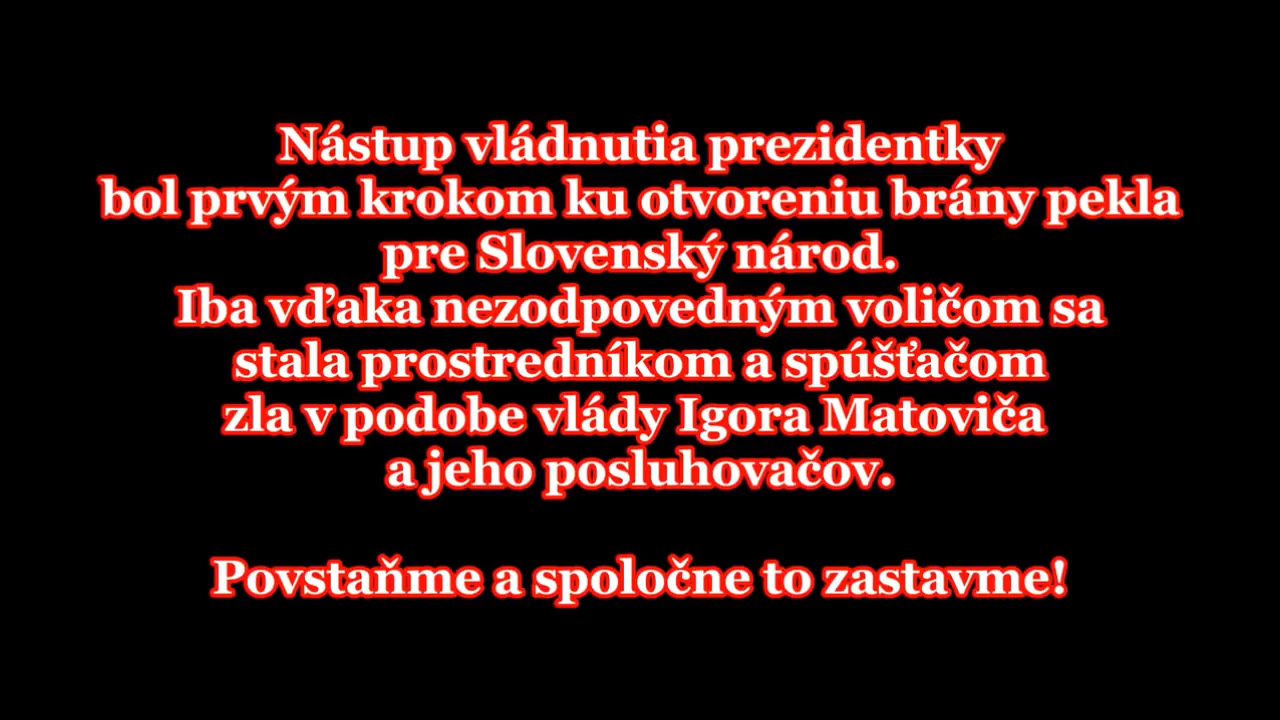 Nástup vládnutia prezidentky
bol prvým krokom ku otvoreniu brány pekla
pre Slovenský národ.
Iba vďaka nezodpovedným voličom sa
stala prostredníkom a spúšťačom
zla v podobe vlády Igora Matoviča
a jeho posluhovačov.
Povstaňme a spoločne to zastavme!